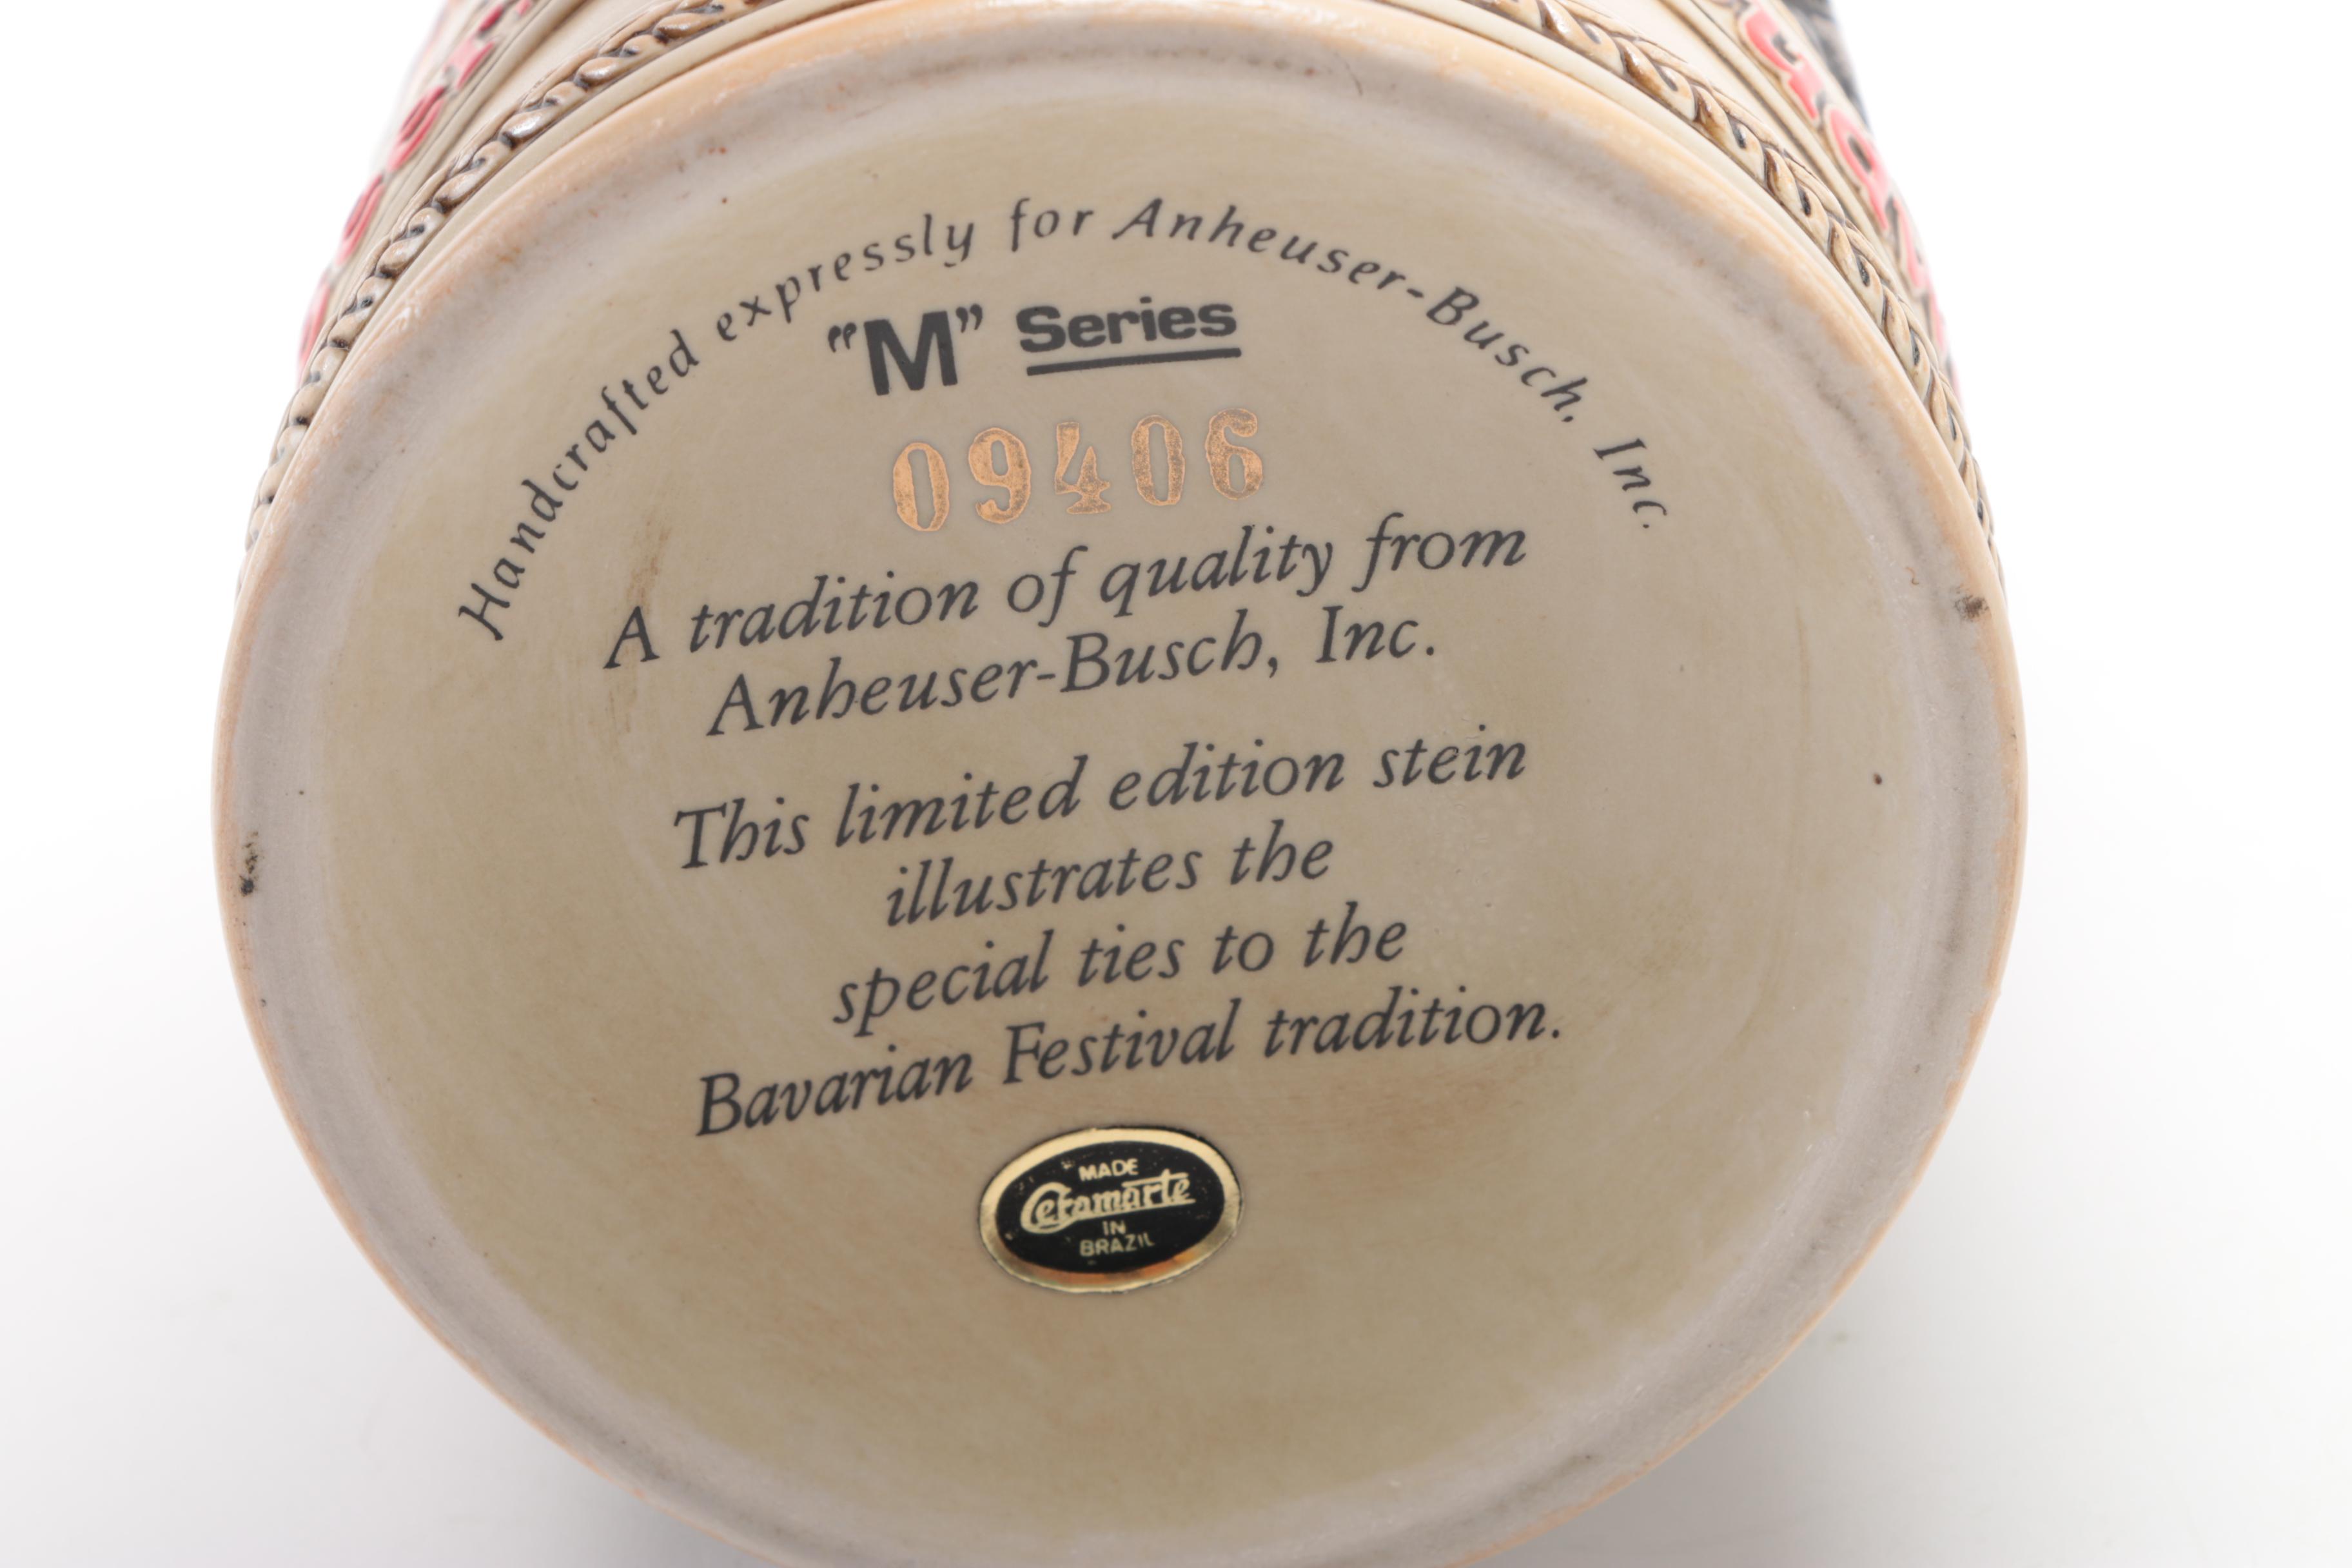 Handcrafted expressly for Anheuser-Busch, Inc.
"M" Series
09406
A tradition of quality from
Anheuser-Busch, Inc.
This limited edition stein
illustrates the
special ties to the
Bavarian Festival tradition.
MADE
Ceramarte
IN
BRAZIL